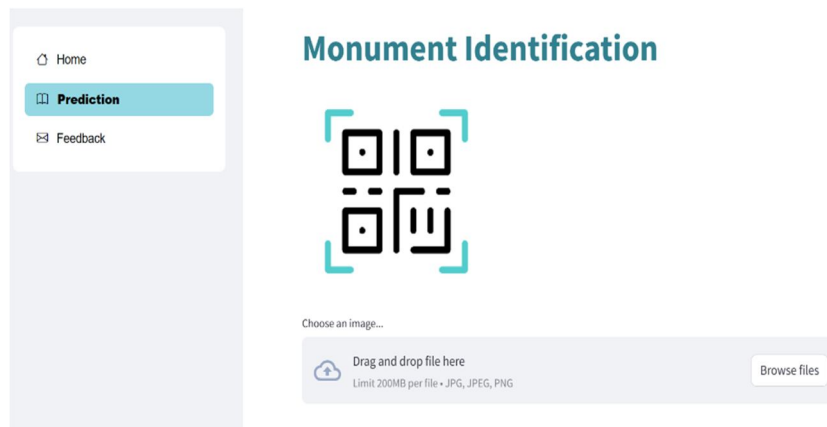 Home
Prediction
Feedback
Monument Identification
Choose an image...
Drag and drop file here
Limit 200MB per file • JPG, JPEG, PNG
Browse files